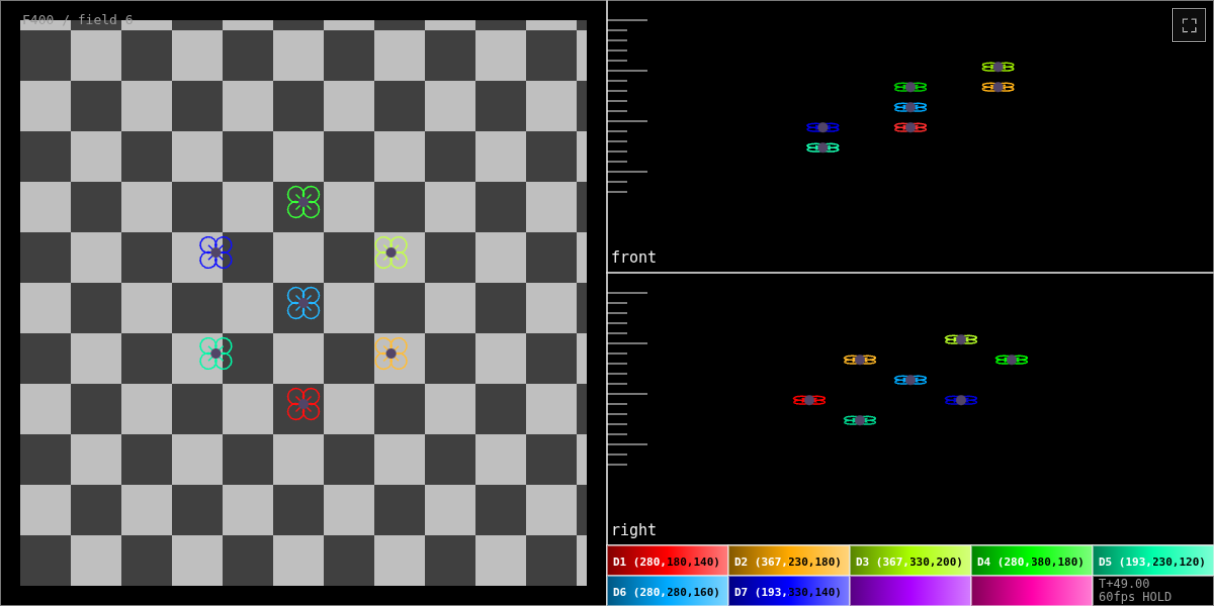 F400 / field 6
front
right
D1 (280,180,140) D2 (367,230,180) D3 (367,330,200) D4 (280,380,180) D5 (193,230,120)
D6 (280,280,160) D7 (193,330,140)
T+49.00
60fps HOLD